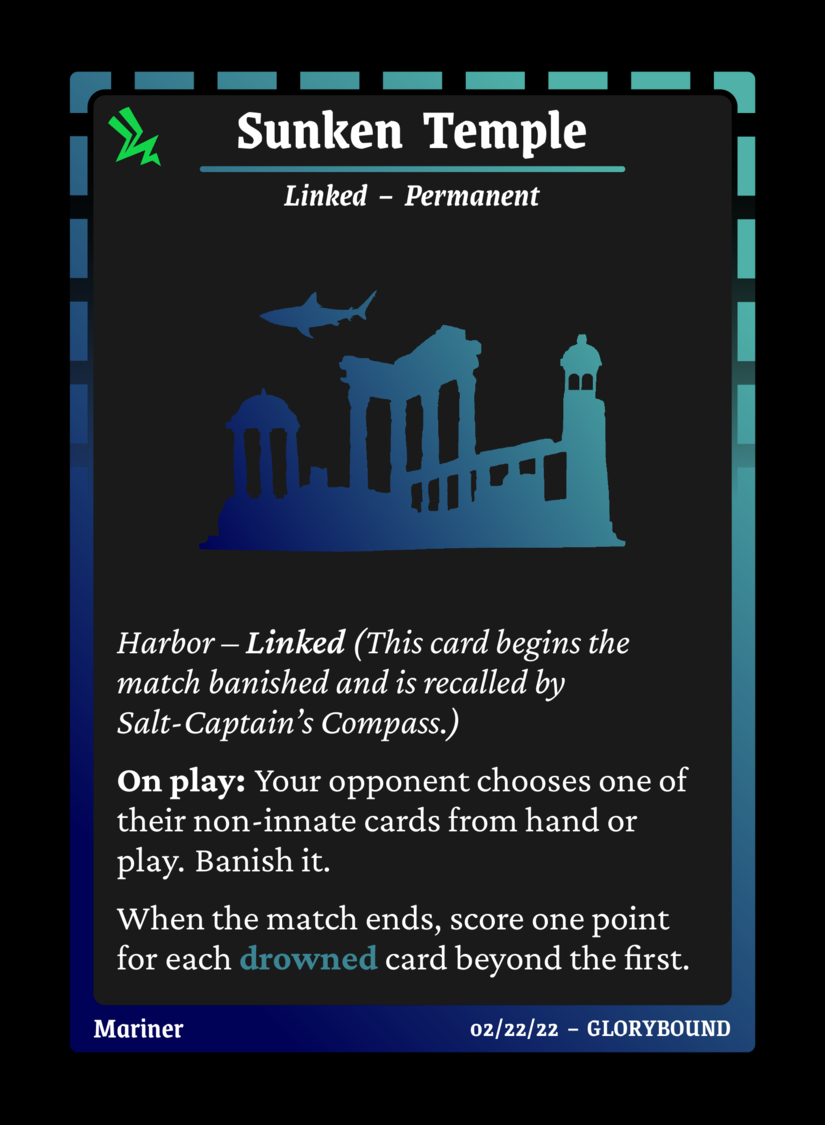 Sunken Temple
Linked – Permanent
Harbor – Linked (This card begins the
match banished and is recalled by
Salt-Captain’s Compass.)
On play: Your opponent chooses one of
their non-innate cards from hand or
play. Banish it.
When the match ends, score one point
for each drowned card beyond the first.
Mariner
02/22/22 – GLORYBOUND